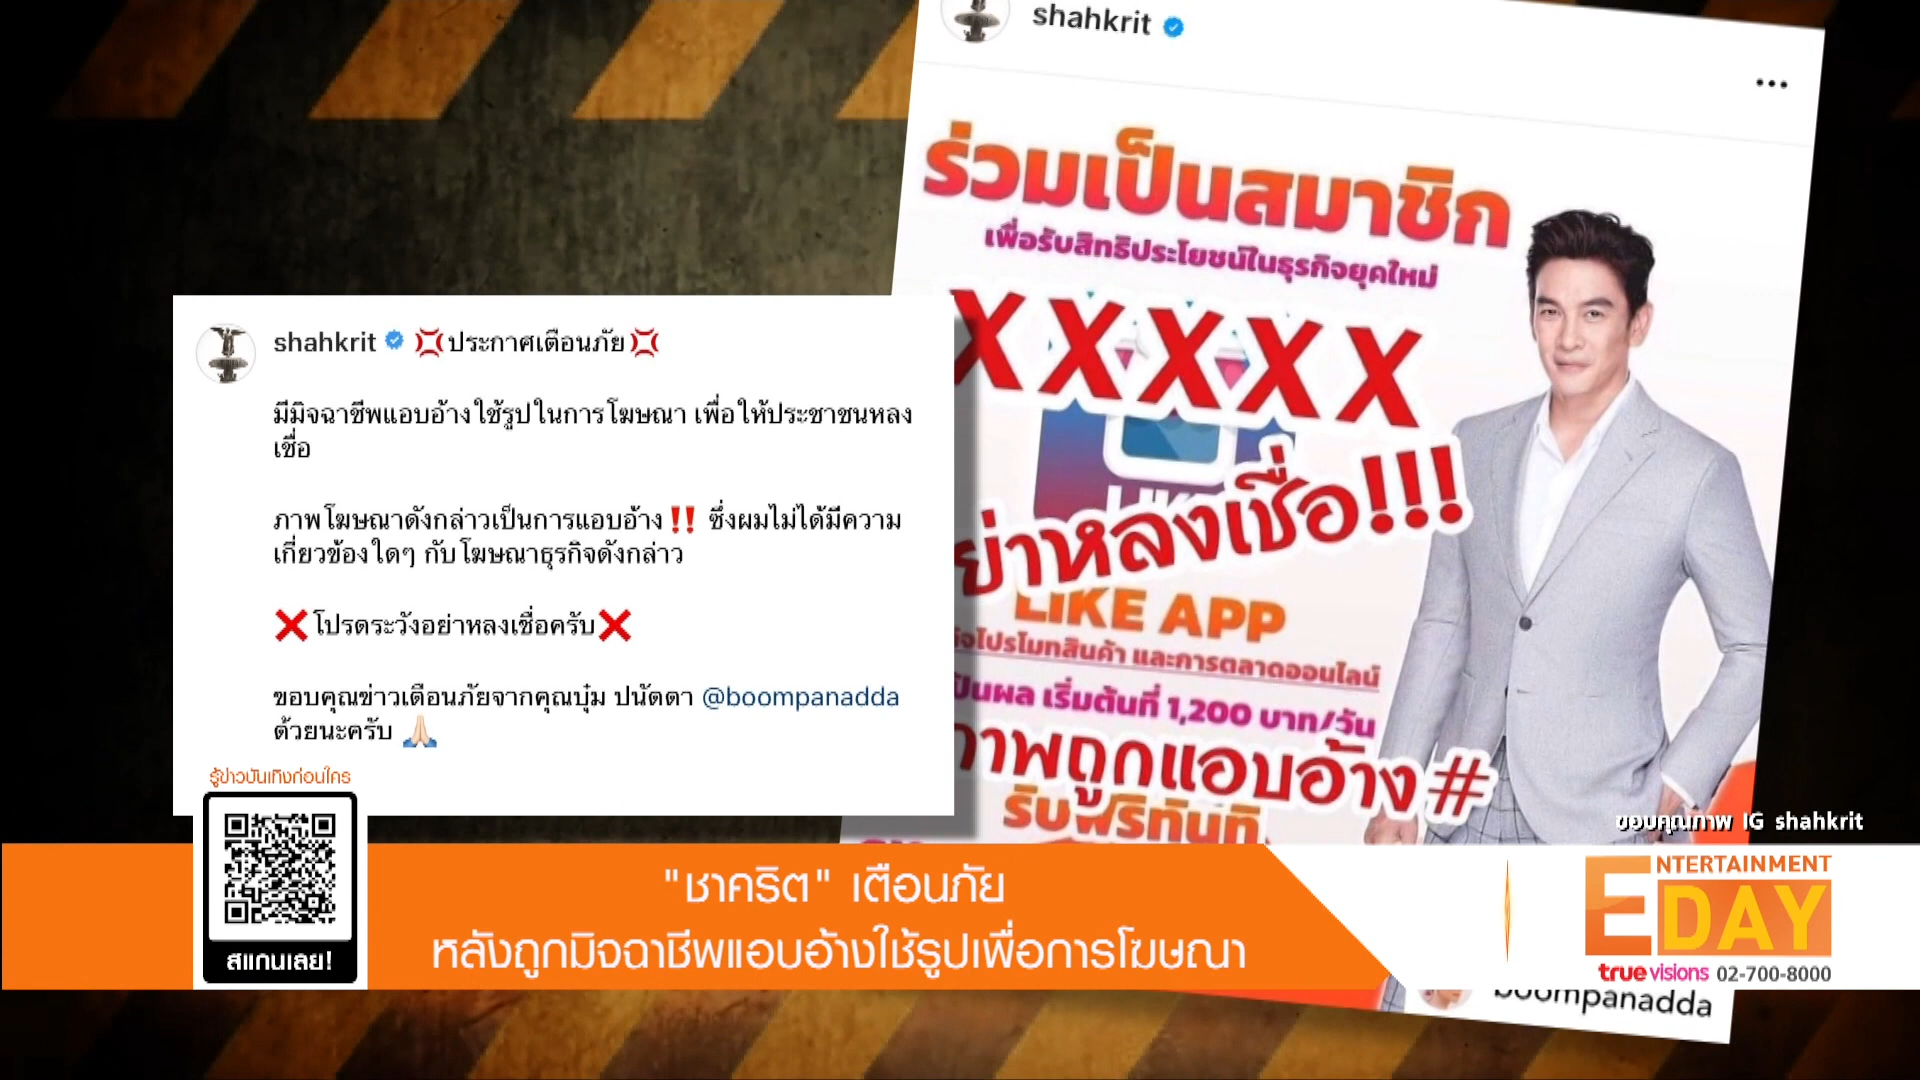 shahkrit
ร่วมเป็นสมาชิก
เพื่อรับสิทธิประโยชน์ในธุรกิจยุคใหม่
XXXXX
ย่าหลงเชื่อ!!!
LIKE APP
โปรโมทสินค้า และการตลาดออนไลน์
ปันผล เริ่มต้นที่ 1,200 บาท/วัน
ภาพถูกแอบอ้าง#
รับฟรีทันที
shahkrit 💢ประกาศเตือนภัย💢
มีมิจฉาชีพแอบอ้างใช้รูปในการโฆษณา เพื่อให้ประชาชนหลง
เชื่อ
ภาพโฆษณาดังกล่าวเป็นการแอบอ้าง‼️ ซึ่งผมไม่ได้มีความ
เกี่ยวข้องใดๆ กับโฆษณาธุรกิจดังกล่าว
❌โปรดระวังอย่าหลงเชื่อครับ❌
ขอบคุณข่าวเตือนภัยจากคุณบุ๋ม ปนัดดา @boompanadda
ด้วยนะครับ 🙏🏻
รู้ข่าวบันเทิงก่อนใคร
สแกนเลย!
ขอบคุณภาพ IG shahkrit
"ชาคริต" เตือนภัย
หลังถูกมิจฉาชีพแอบอ้างใช้รูปเพื่อการโฆษณา
ENTERTAINMENT
DAY
truevisions 02-700-8000
boompanadda